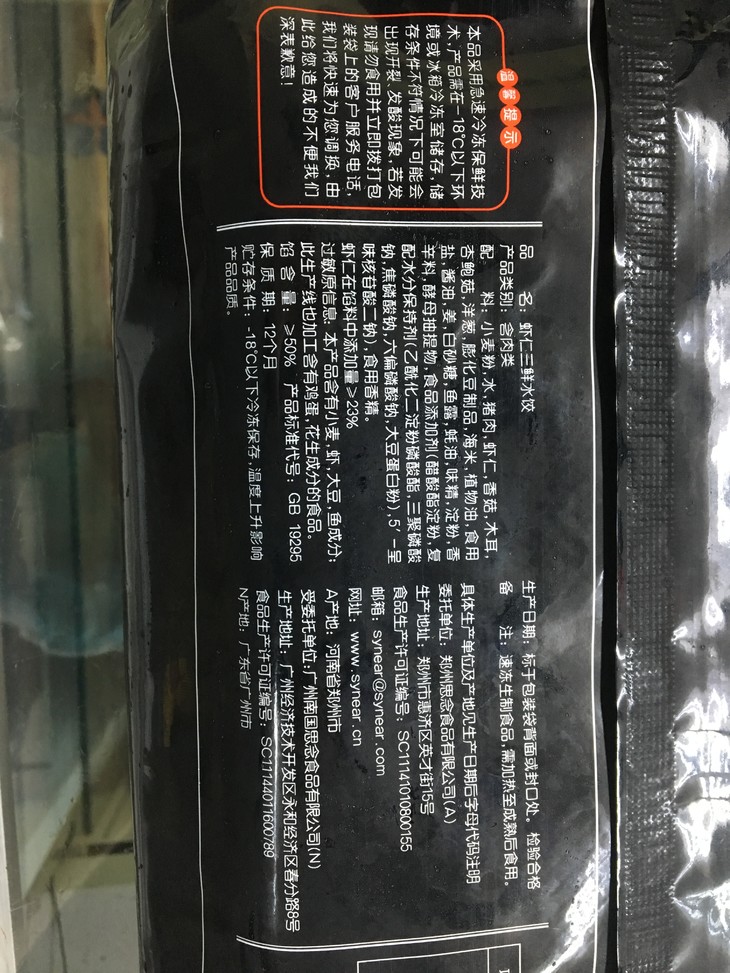 温馨提示
本品采用急速冷冻保鲜技
术,产品需在-18℃以下环
境或冰箱冷冻室储存,储
存条件不符情况下可能会
出现开裂、发酸现象,若发
现请勿食用并立即拨打包
装袋上的客户服务电话,
我们将快速为您调换,由
此给您造成的不便我们
深表歉意!
品 名: 虾仁三鲜水饺
产品类别: 含肉类
配 料: 小麦粉,水,猪肉,虾仁,香菇,木耳,
杏鲍菇,洋葱,膨化豆制品,海米,植物油,食用
盐,酱油,姜,白砂糖,鱼露,蚝油,味精,淀粉,香
辛料,酵母抽提物,食品添加剂(醋酸酯淀粉,复
配水分保持剂(乙酰化二淀粉磷酸酯,三聚磷酸
钠,焦磷酸钠,六偏磷酸钠,大豆蛋白粉),5′-呈
味核苷酸二钠),食用香精。
虾仁在馅料中添加量≥23%
过敏原信息: 本产品含有小麦,虾,大豆,鱼成分;
此生产线也加工含有鸡蛋,花生成分的食品。
馅 含 量: ≥50% 产品标准代号: GB 19295
保 质 期: 12个月
贮存条件: -18℃以下冷冻保存,温度上升影响
产品品质。
生产日期: 标于包装袋背面或封口处。 检验合格
备 注: 速冻生制食品,需加热至成熟后食用。
具体生产单位及产地见生产日期后字母代码注明
委托单位: 郑州思念食品有限公司(A)
生产地址: 郑州市惠济区英才街15号
食品生产许可证编号: SC11141010800155
邮箱: synear@synear.com
网址: www.synear.cn
A产地: 河南省郑州市
受委托单位:广州南国思念食品有限公司(N)
生产地址: 广州经济技术开发区永和经济区春分路8号
食品生产许可证编号: SC11144011600789
N产地: 广东省广州市